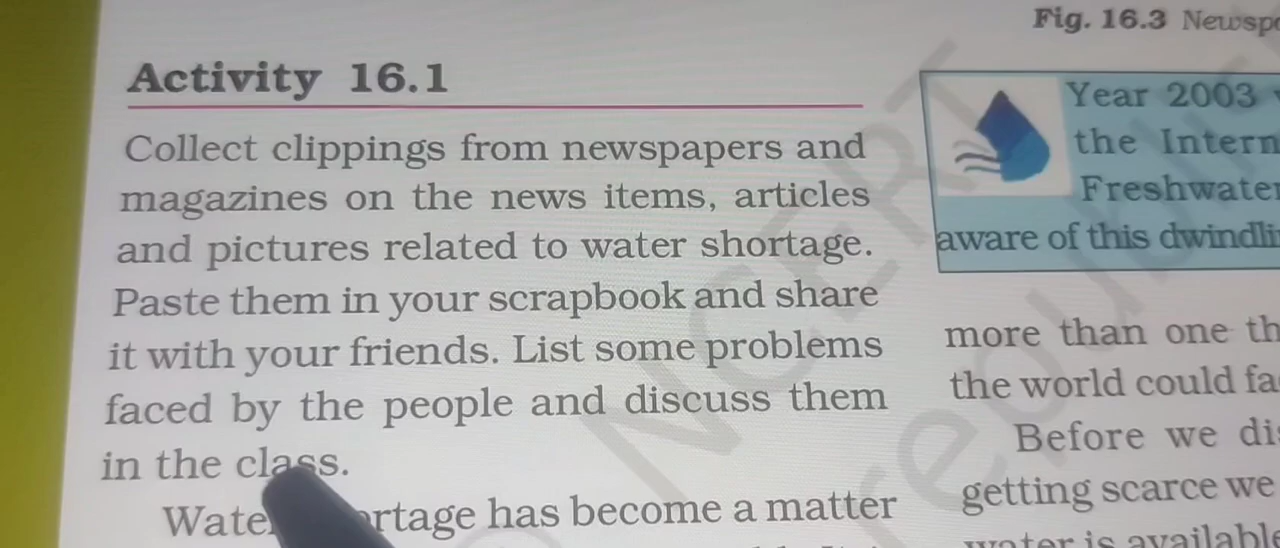 Fig. 16.3
Activity 16.1
Collect clippings from newspapers and
magazines on the news items, articles
and pictures related to water shortage.
Paste them in your scrapbook and share
it with your friends. List some problems
faced by the people and discuss them
in the class.
has become a matter
Year 2003
the
aware of this
more than one
the world could
Before we
getting scarce we
is
NCERT